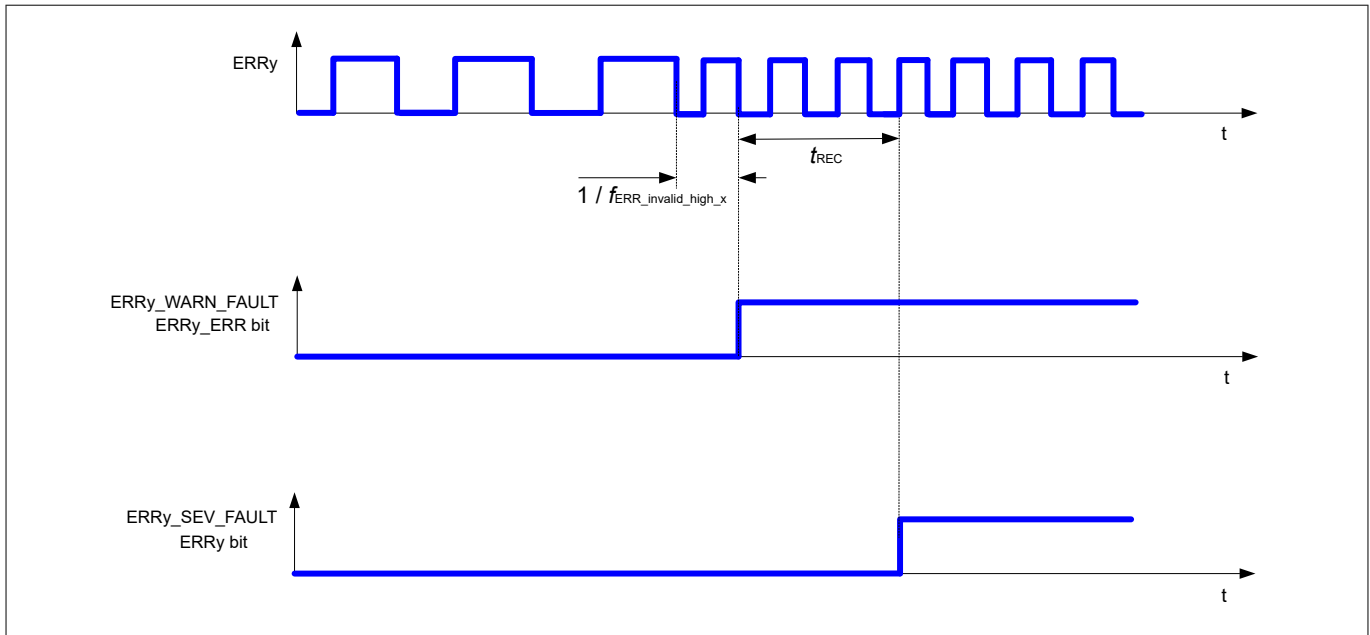 ERRy
t
tREC
1 / fERR_invalid_high_x
ERRy_WARN_FAULT
ERRy_ERR bit
t
ERRy_SEV_FAULT
ERRy bit
t